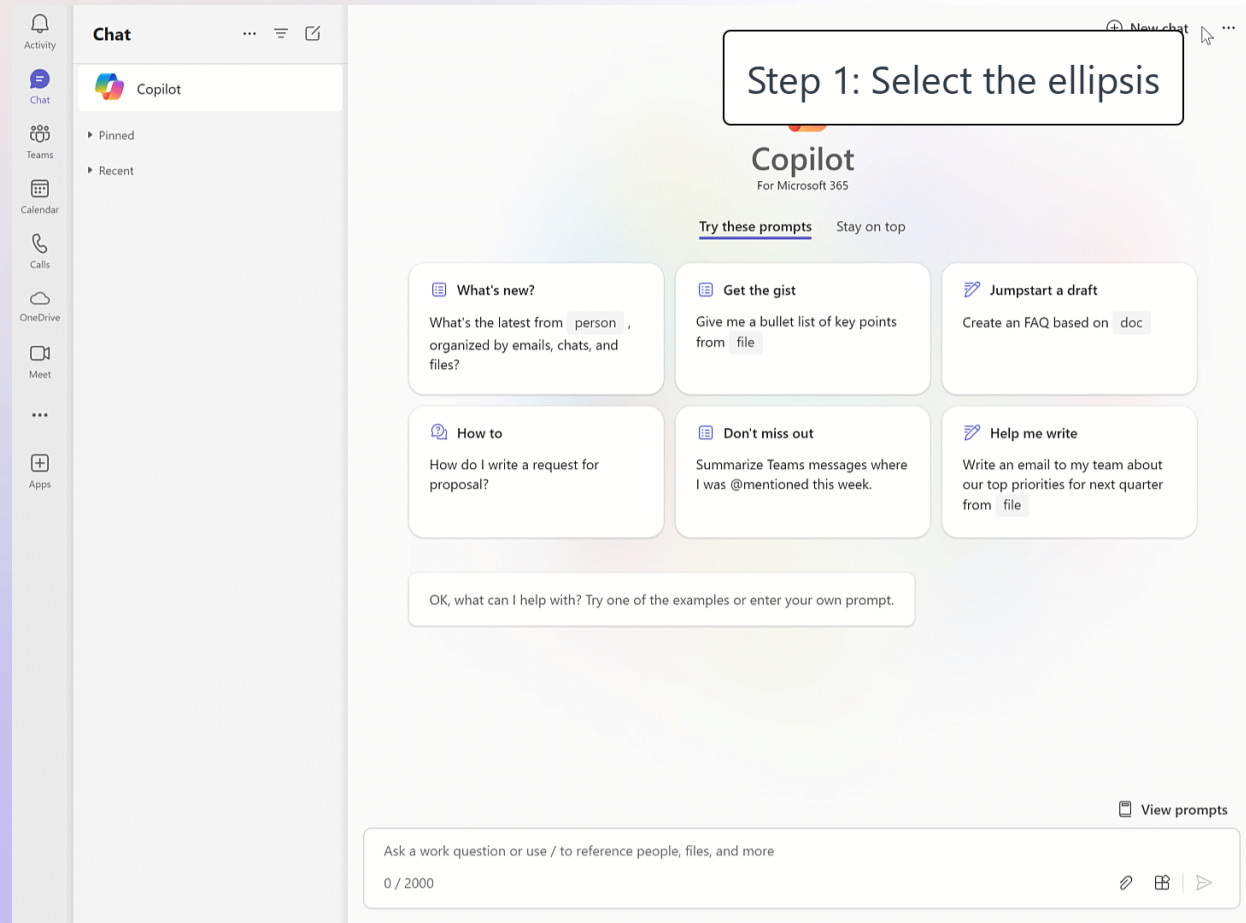 Activity
Chat
Teams
Calendar
Calls
OneDrive
Meet
Apps
Chat
Copilot
Pinned
Recent
New chat
Step 1: Select the ellipsis
Copilot
For Microsoft 365
Try these prompts
Stay on top
What's new?
What's the latest from person ,
organized by emails, chats, and
files?
Get the gist
Give me a bullet list of key points
from file
Jumpstart a draft
Create an FAQ based on doc
How to
How do I write a request for
proposal?
Don't miss out
Summarize Teams messages where
I was @mentioned this week.
Help me write
Write an email to my team about
our top priorities for next quarter
from file
OK, what can I help with? Try one of the examples or enter your own prompt.
View prompts
Ask a work question or use / to reference people, files, and more
0 / 2000